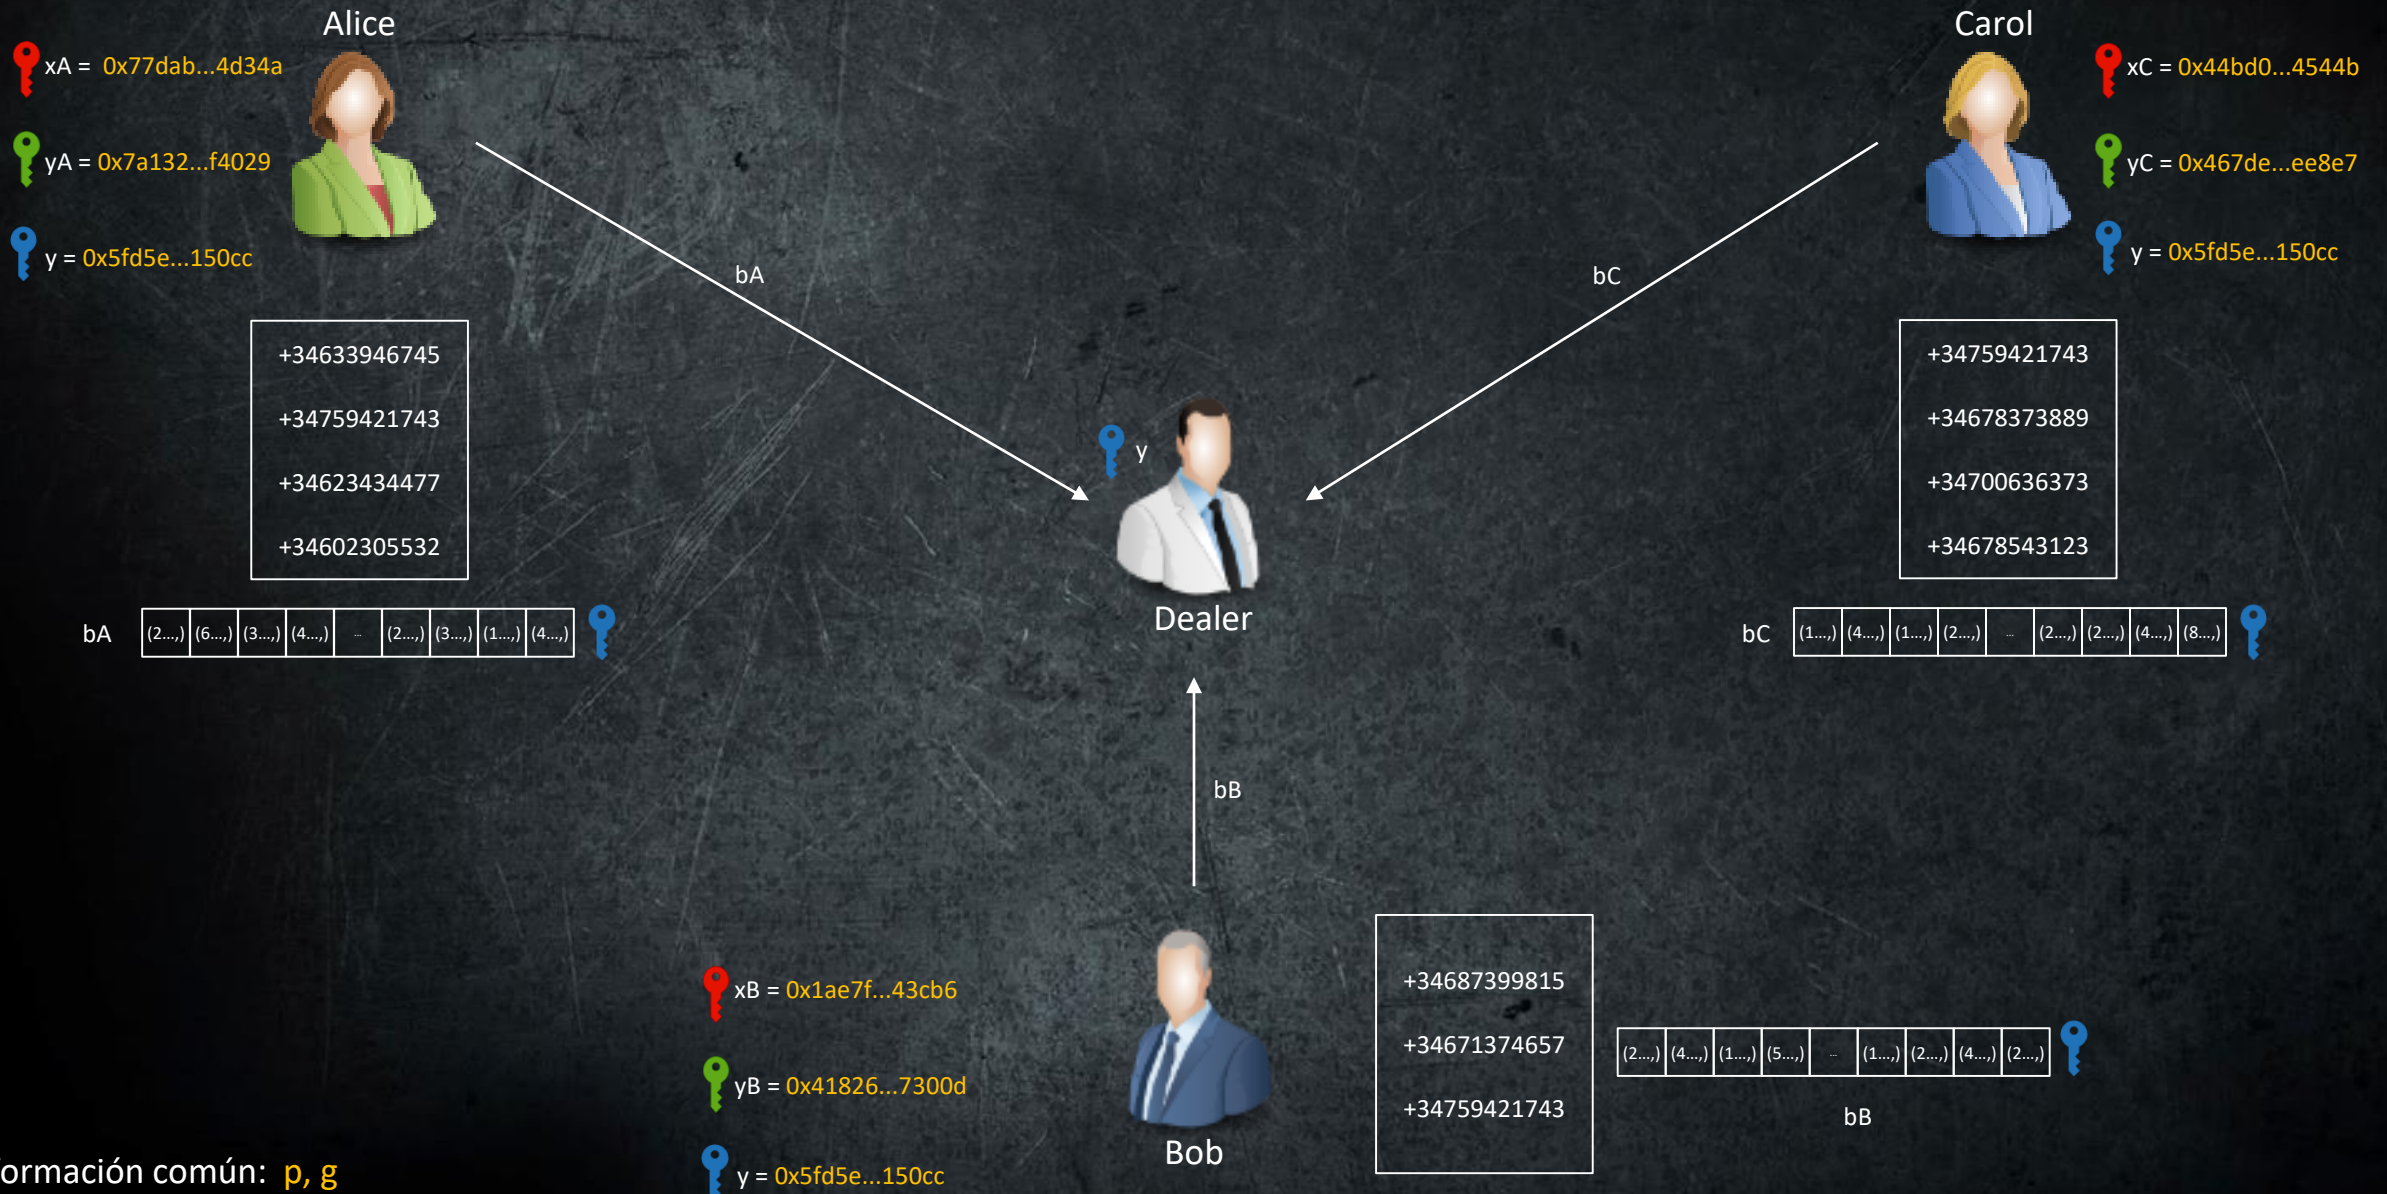 Alice
xA = 0x77dab...4d34a
yA = 0x7a132...f4029
y = 0x5fd5e...150cc
+34633946745
+34759421743
+34623434477
+34602305532
bA
(2...,) (6...,) (3...,) (4...,) ... (2...,) (3...,) (1...,) (4...,)
bA
bC
Carol
xC = 0x44bd0...4544b
yC = 0x467de...ee8e7
y = 0x5fd5e...150cc
+34759421743
+34678373889
+34700636373
+34678543123
bC
(1...,) (4...,) (1...,) (2...,) ... (2...,) (2...,) (4...,) (8...,)
y
Dealer
bB
xB = 0x1ae7f...43cb6
yB = 0x41826...7300d
y = 0x5fd5e...150cc
Bob
+34687399815
+34671374657
+34759421743
(2...,) (4...,) (1...,) (5...,) ... (1...,) (2...,) (4...,) (2...,)
bB
formación común: p, g